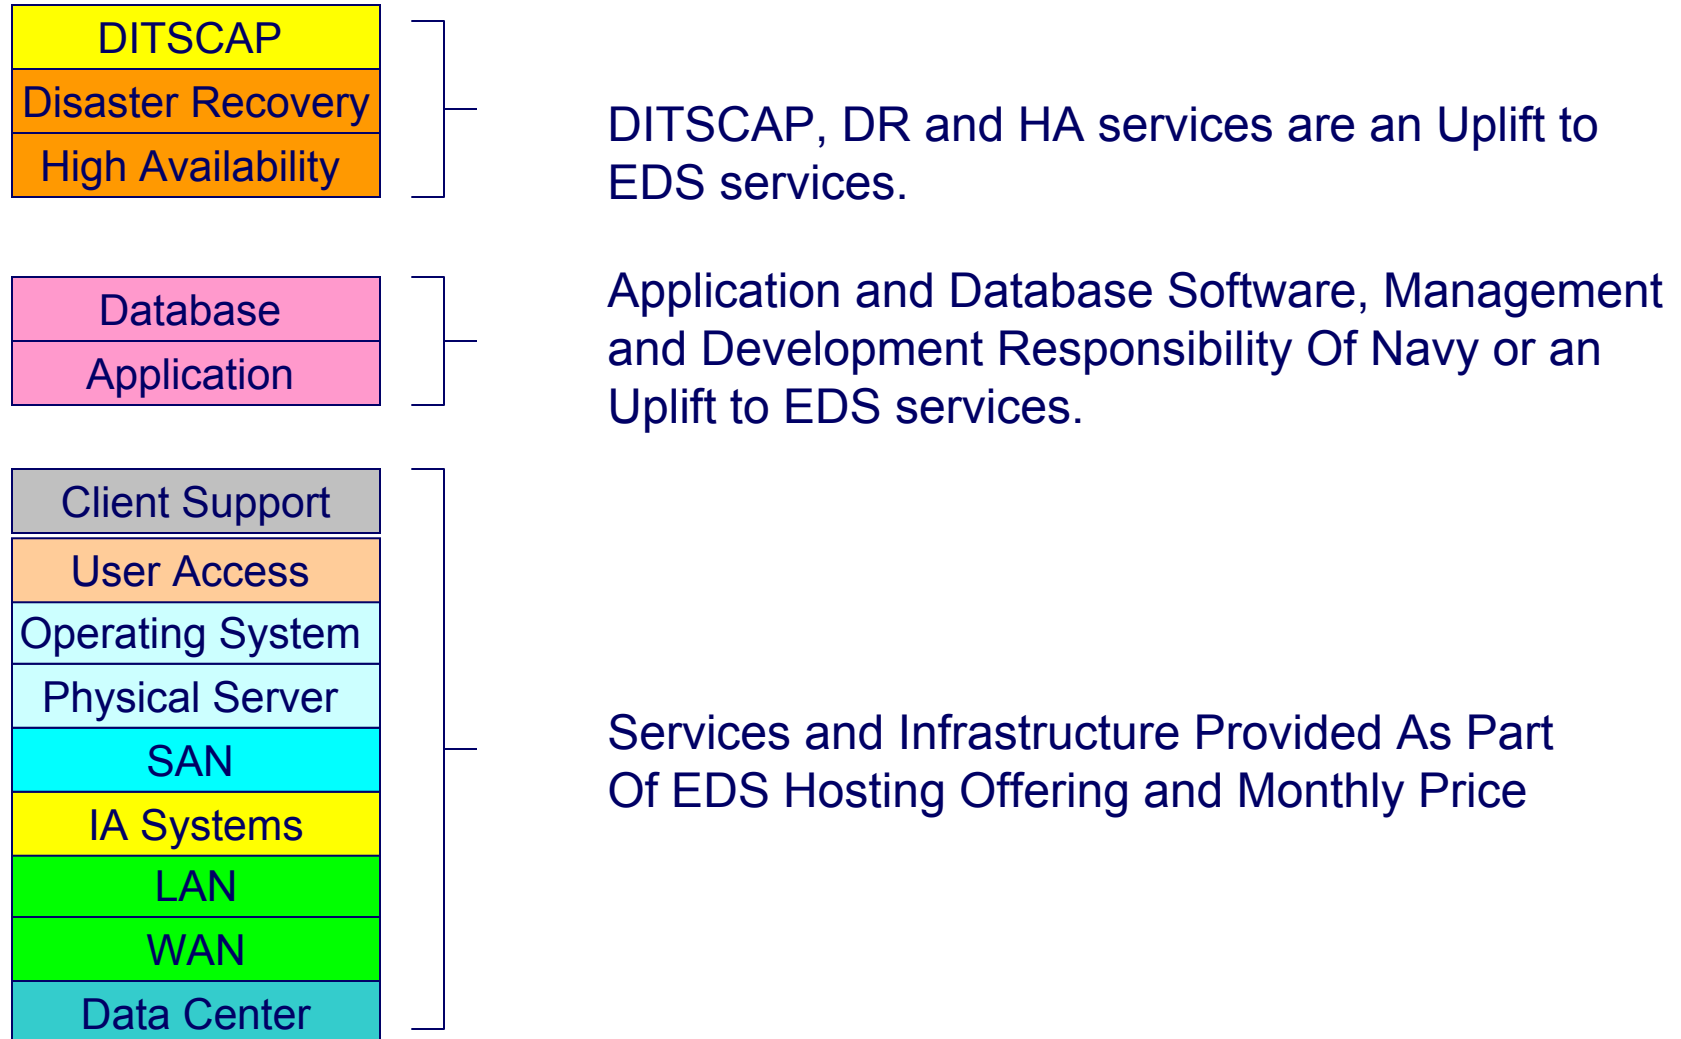 DITSCAP
Disaster Recovery
High Availability
DITSCAP, DR and HA services are an Uplift to
EDS services.
Database
Application
Application and Database Software, Management
and Development Responsibility Of Navy or an
Uplift to EDS services.
Client Support
User Access
Operating System
Physical Server
SAN
IA Systems
LAN
WAN
Data Center
Services and Infrastructure Provided As Part
Of EDS Hosting Offering and Monthly Price